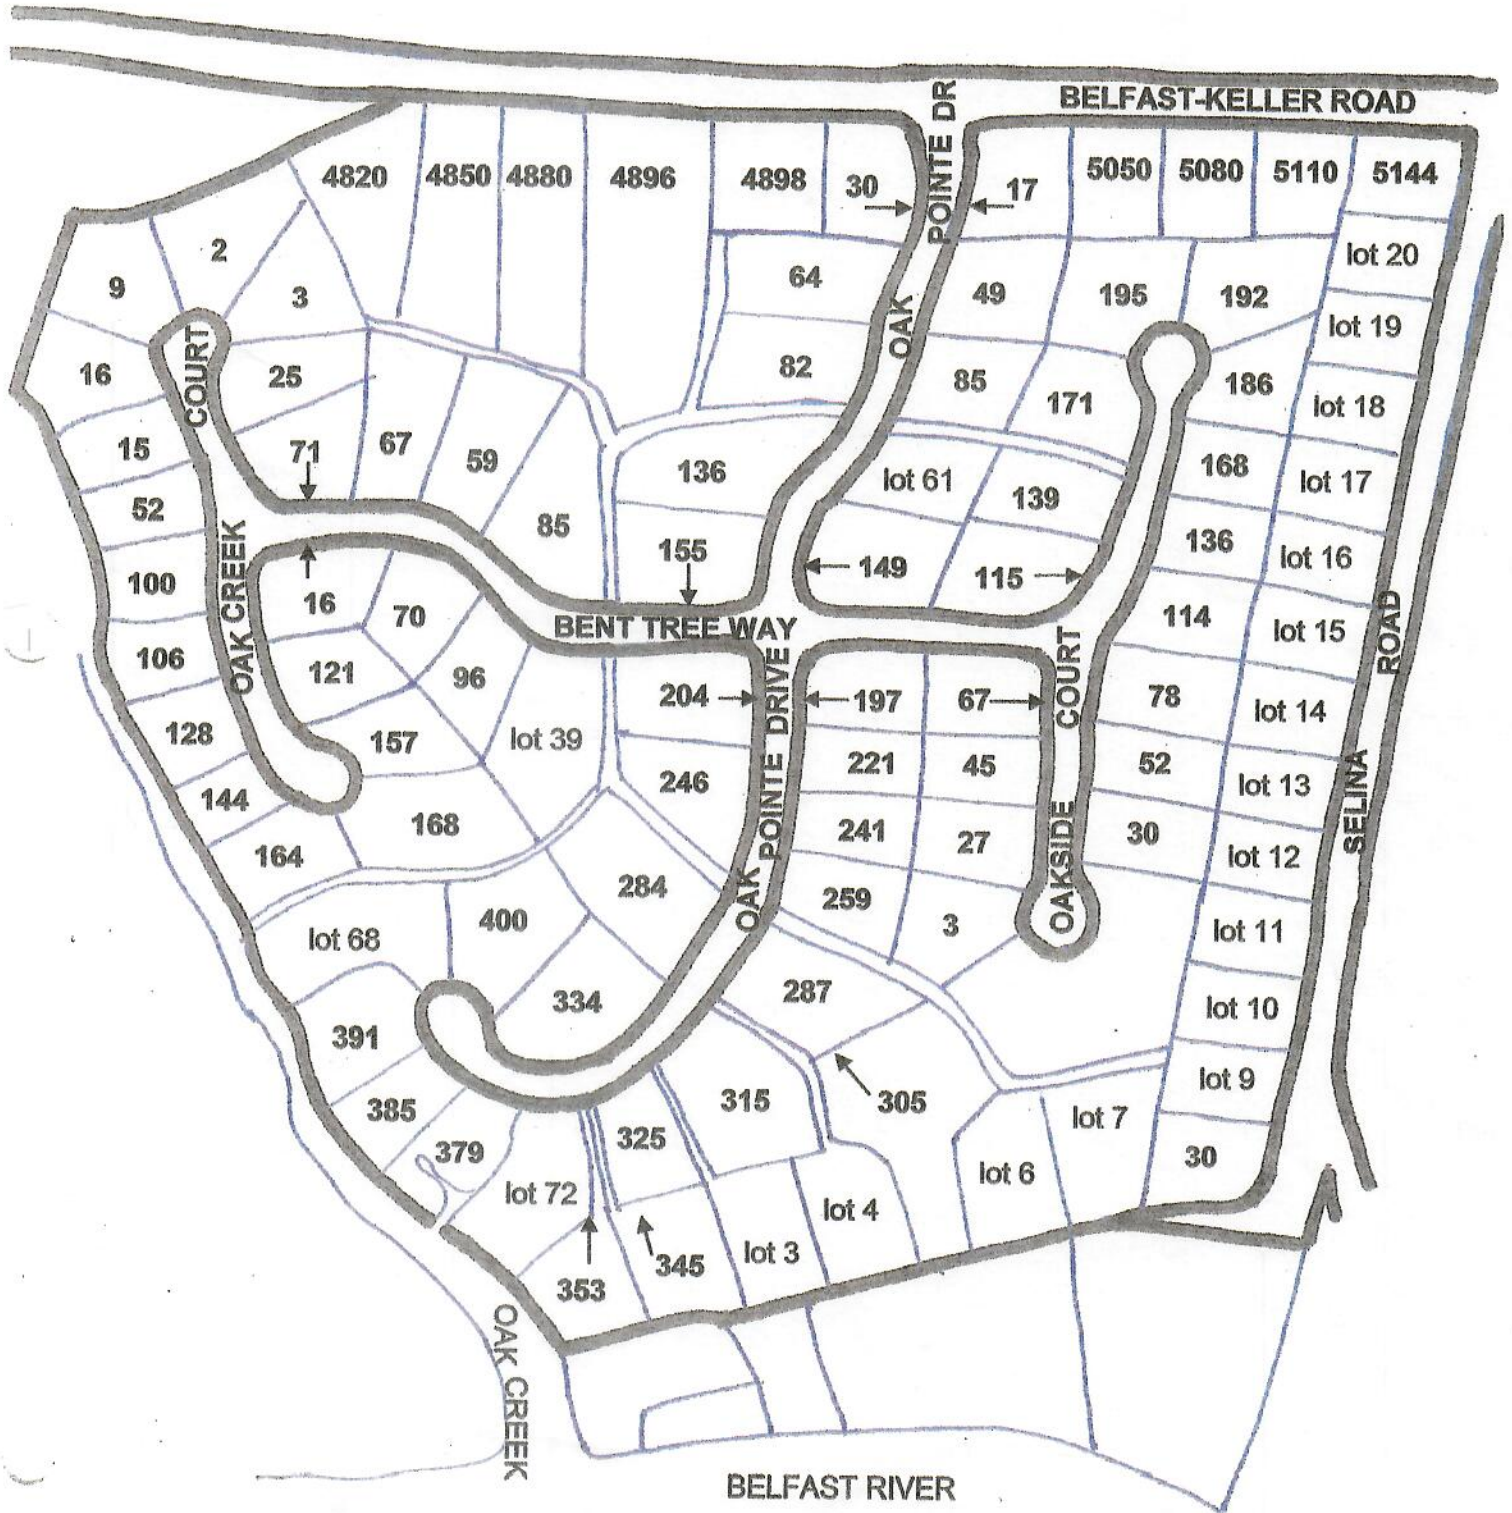 BELFAST-KELLER ROAD
OAK POINTE DR
4820
4850
4880
4896
4898
30
17
5050
5080
5110
5144
2
9
3
64
49
195
192
lot 20
16
25
82
85
171
186
lot 19
lot 18
COURT
OAK CREEK
15
71
67
59
136
lot 61
139
168
lot 17
52
85
155
149
115
136
lot 16
100
16
70
BENT TREE WAY
114
lot 15
106
121
96
204
197
67
78
lot 14
SELINA ROAD
128
157
lot 39
246
221
45
52
lot 13
OAK POINTE DRIVE
OAKSIDE COURT
144
168
241
27
30
lot 12
164
284
259
3
lot 11
lot 68
400
287
lot 10
391
334
305
lot 9
385
315
lot 7
379
325
30
lot 72
lot 6
lot 4
353
345
lot 3
OAK CREEK
BELFAST RIVER